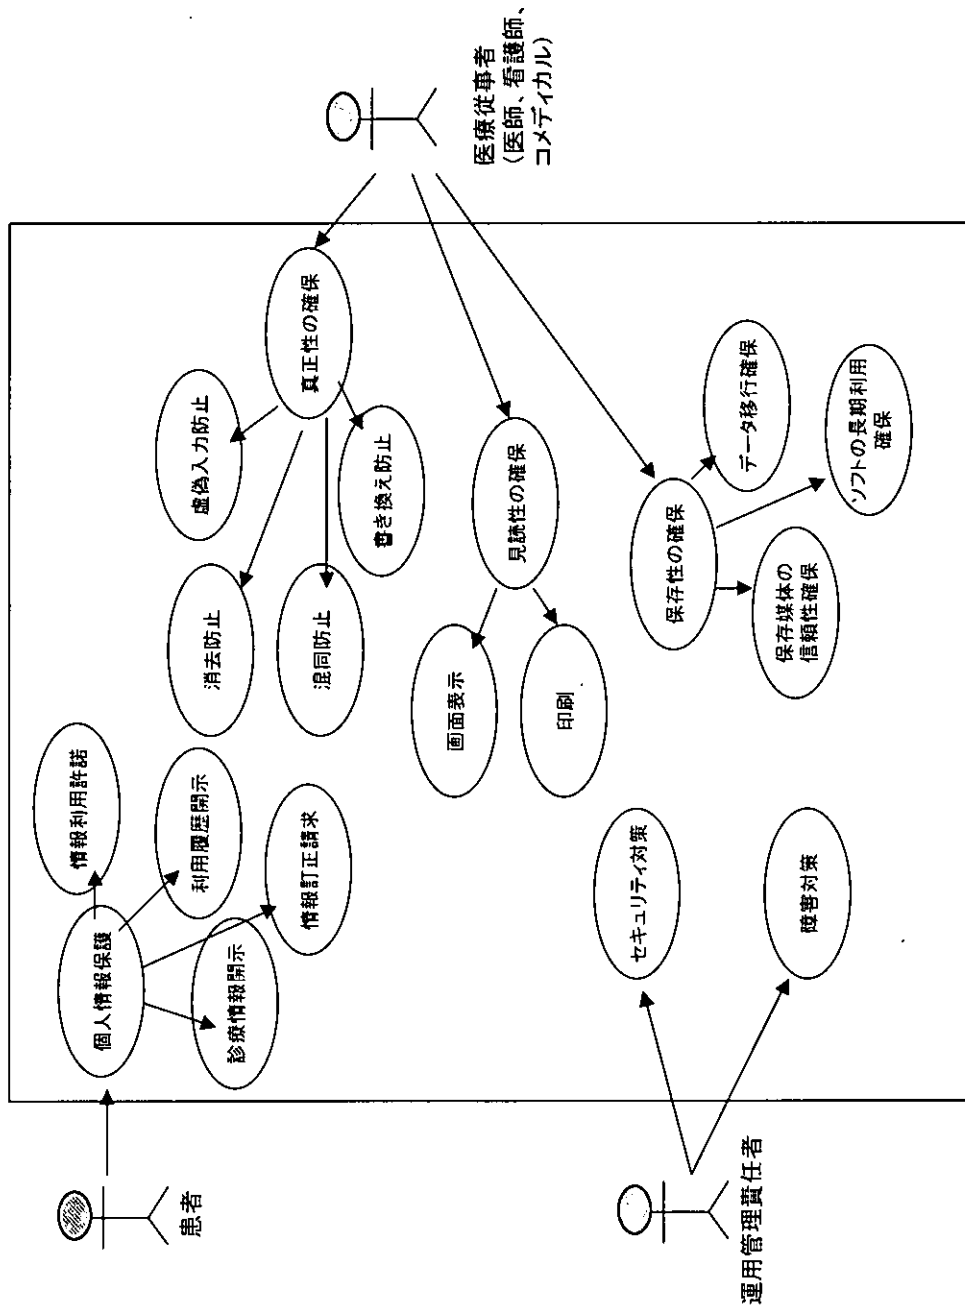 患者
個人情報保護
情報利用許諾
利用履歴開示
情報訂正請求
診療情報開示
虚偽入力防止
消去防止
混同防止
書き換え防止
真正性の確保
医療従事者
(医師、看護師、
コメディカル)
見読性の確保
画面表示
印刷
保存性の確保
データ移行確保
ソフトの長期利用
確保
保存媒体の
信頼性確保
運用管理責任者
セキュリティ対策
障害対策